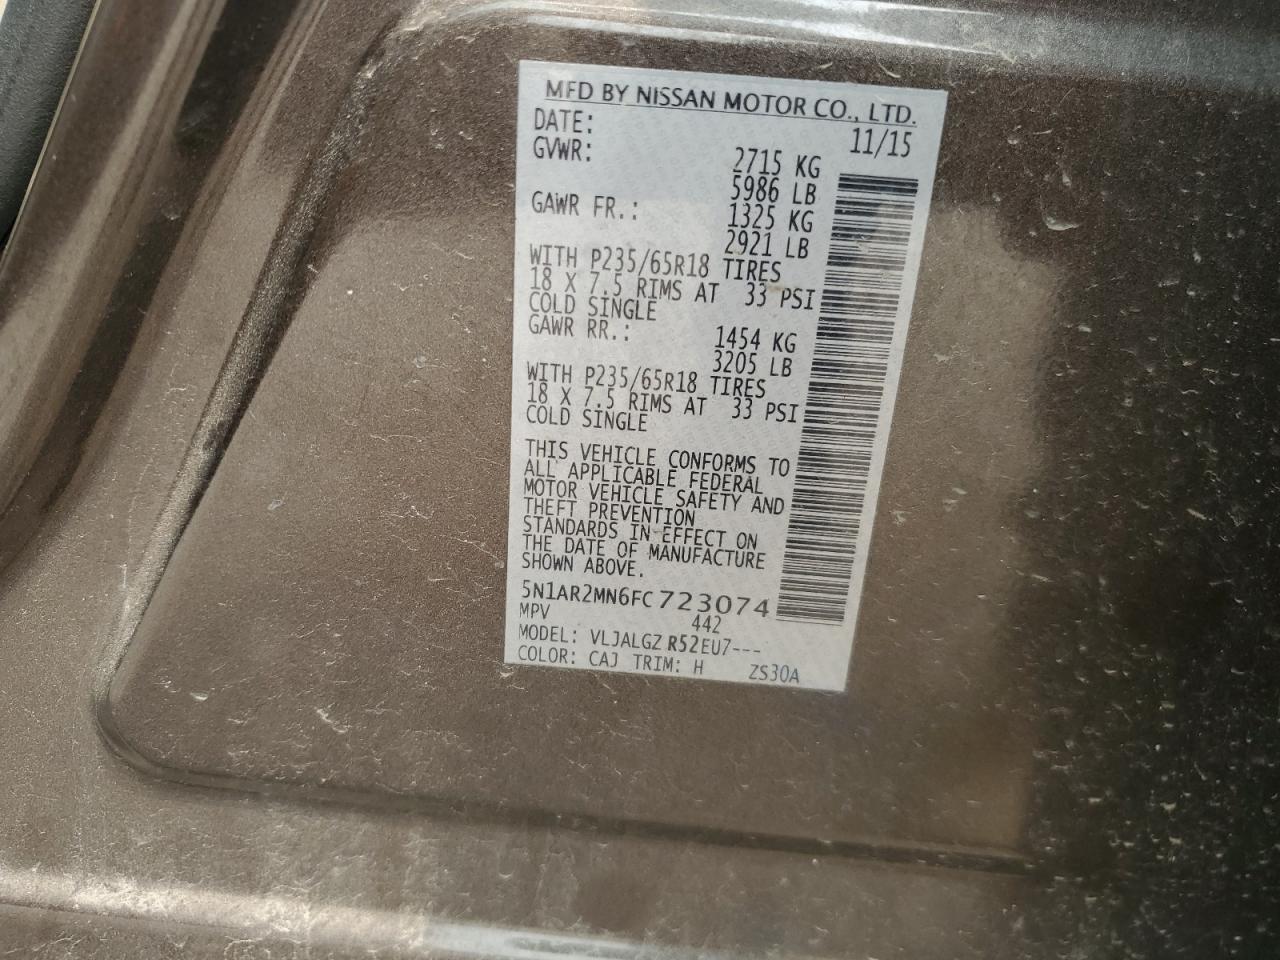 MFD BY NISSAN MOTOR CO., LTD.
DATE: 11/15
GVWR: 2715 KG
5986 LB
GAWR FR.: 1325 KG
2921 LB
WITH P235/65R18 TIRES
18 X 7.5 RIMS AT 33 PSI
COLD SINGLE
GAWR RR.: 1454 KG
3205 LB
WITH P235/65R18 TIRES
18 X 7.5 RIMS AT 33 PSI
COLD SINGLE
THIS VEHICLE CONFORMS TO
ALL APPLICABLE FEDERAL
MOTOR VEHICLE SAFETY AND
THEFT PREVENTION
STANDARDS IN EFFECT ON
THE DATE OF MANUFACTURE
SHOWN ABOVE.
5N1AR2MN6FC723074
MPV 442
MODEL: VLJALGZ R52EU7---
COLOR: CAJ TRIM: H ZS30A